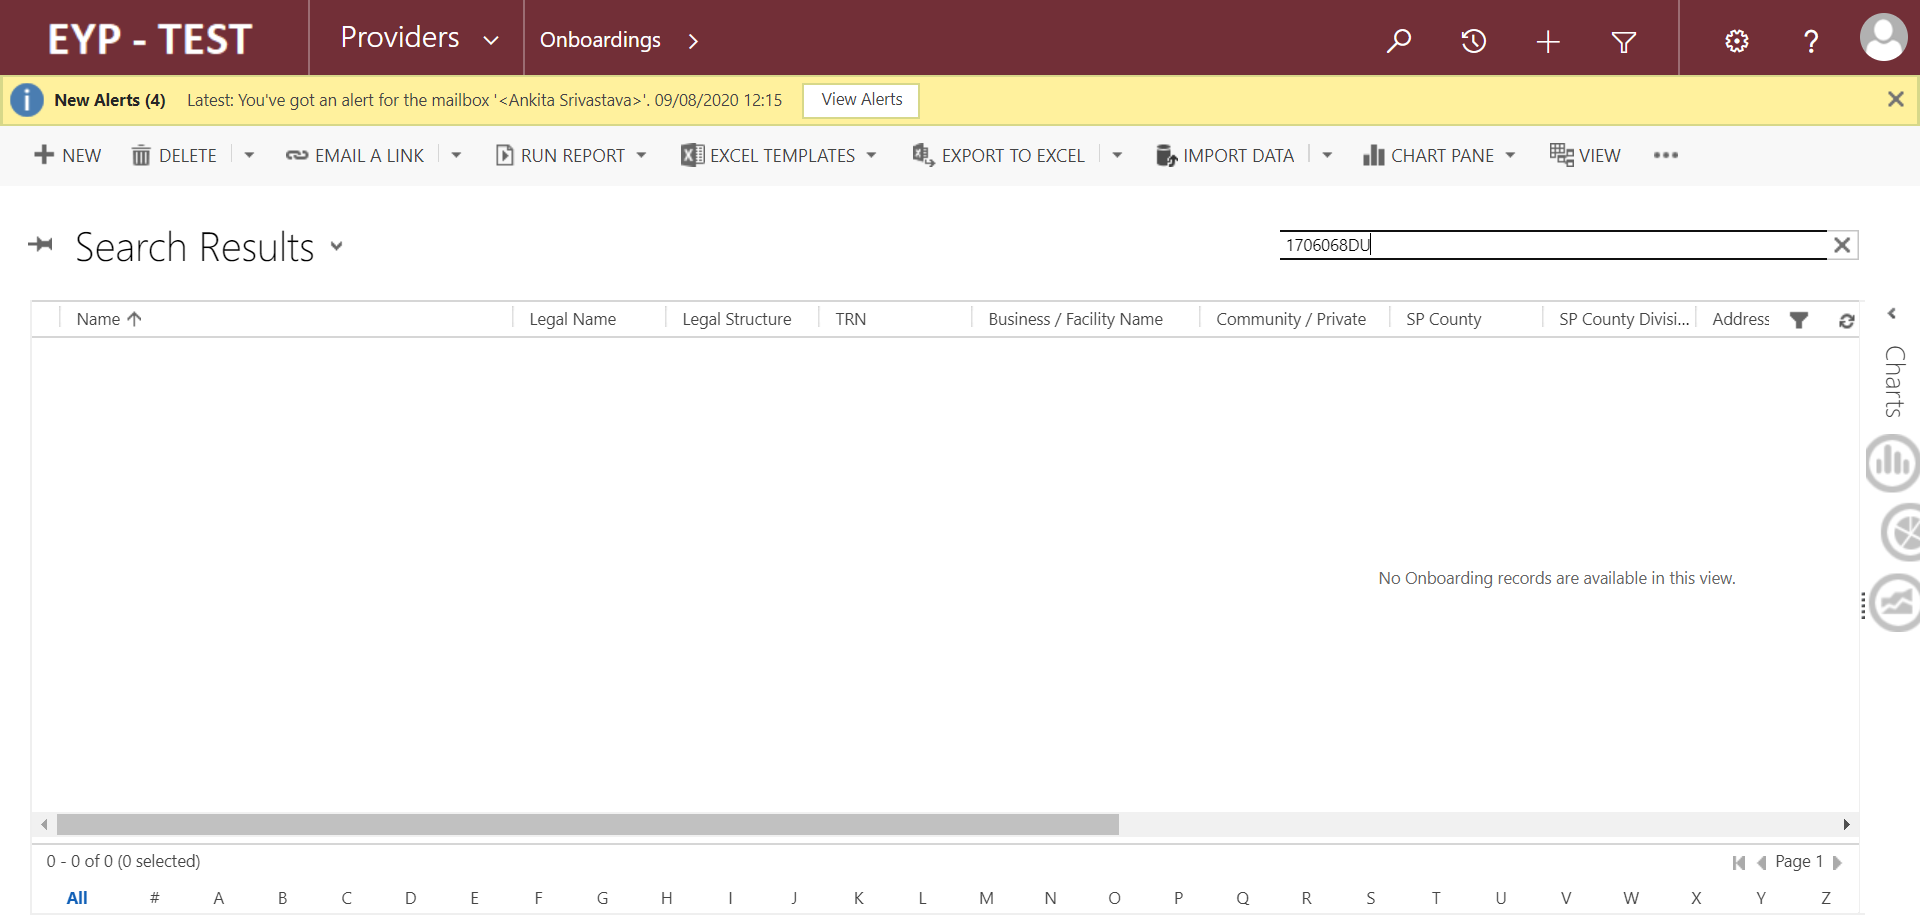 EYP - TEST Providers Onboardings
New Alerts (4) Latest: You've got an alert for the mailbox '<Ankita Srivastava>'. 09/08/2020 12:15 View Alerts
NEW DELETE EMAIL A LINK RUN REPORT EXCEL TEMPLATES EXPORT TO EXCEL IMPORT DATA CHART PANE VIEW
Search Results 1706068DU
Name Legal Name Legal Structure TRN Business / Facility Name Community / Private SP County SP County Divisi... Address
Charts
No Onboarding records are available in this view.
0 - 0 of 0 (0 selected) Page 1
All # A B C D E F G H I J K L M N O P Q R S T U V W X Y Z